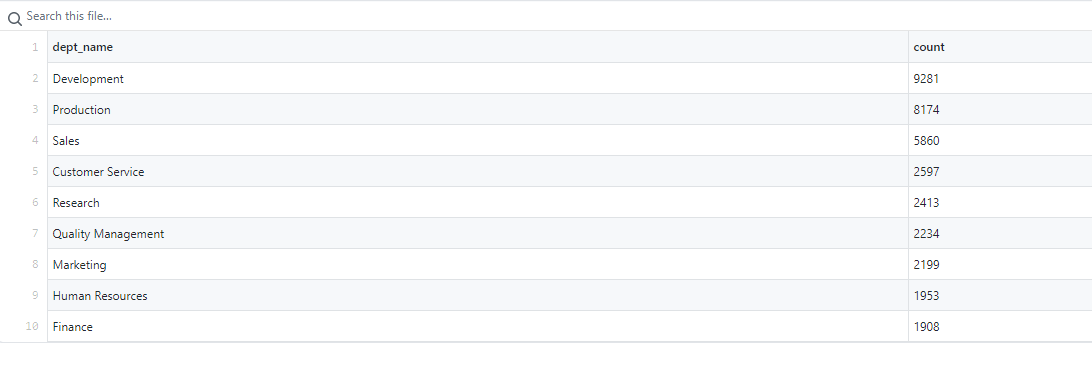 Search this file...
1 dept_name count
2 Development 9281
3 Production 8174
4 Sales 5860
5 Customer Service 2597
6 Research 2413
7 Quality Management 2234
8 Marketing 2199
9 Human Resources 1953
10 Finance 1908